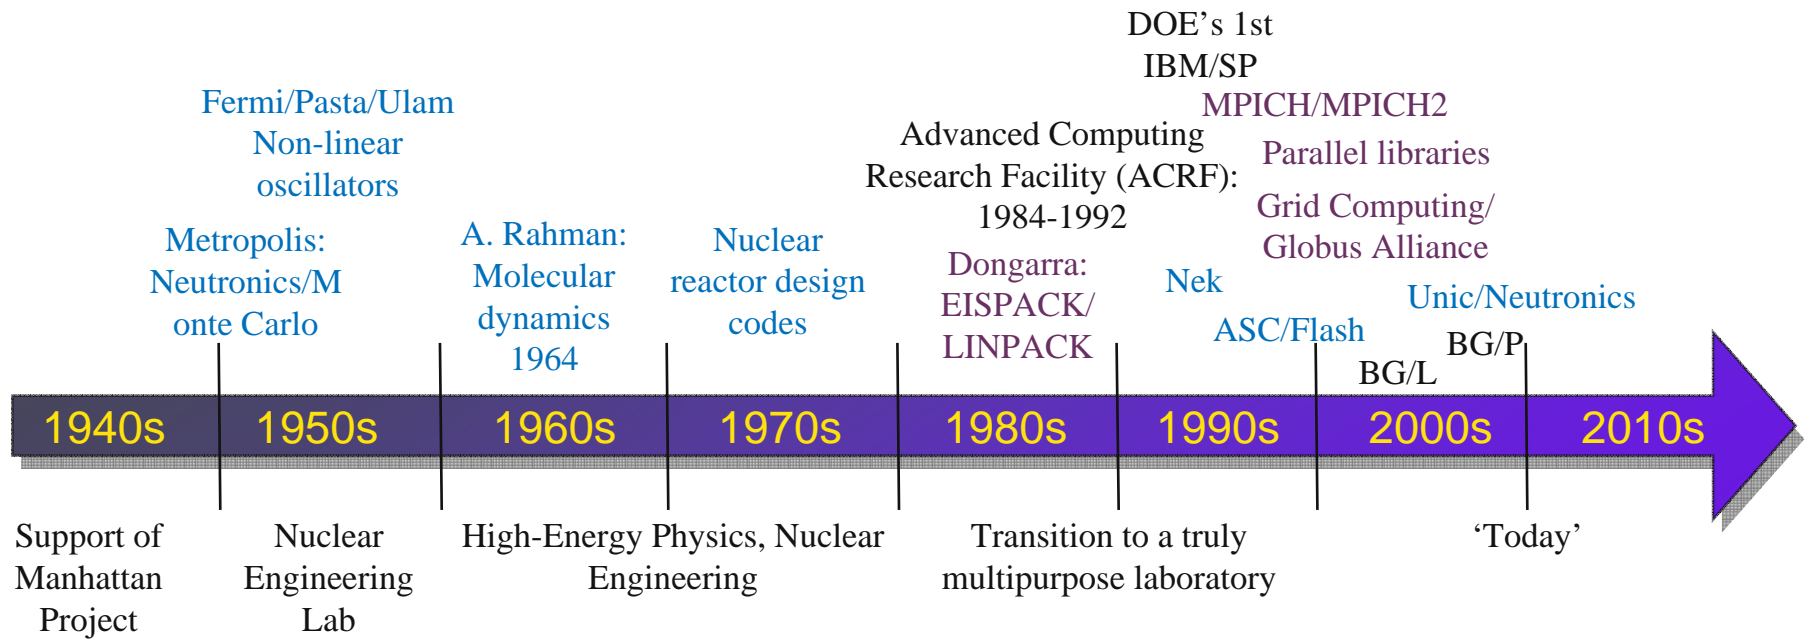 DOE's 1st
IBM/SP
MPICH/MPICH2
Parallel libraries
Grid Computing/
Globus Alliance
Fermi/Pasta/Ulam
Non-linear
oscillators
Advanced Computing
Research Facility (ACRF):
1984-1992
Metropolis:
Neutronics/M
onte Carlo
A. Rahman:
Molecular
dynamics
1964
Nuclear
reactor design
codes
Dongarra:
EISPACK/
LINPACK
Nek
ASC/Flash
Unic/Neutronics
BG/P
BG/L
1940s
1950s
1960s
1970s
1980s
1990s
2000s
2010s
Support of
Manhattan
Project
Nuclear
Engineering
Lab
High-Energy Physics, Nuclear
Engineering
Transition to a truly
multipurpose laboratory
‘Today’